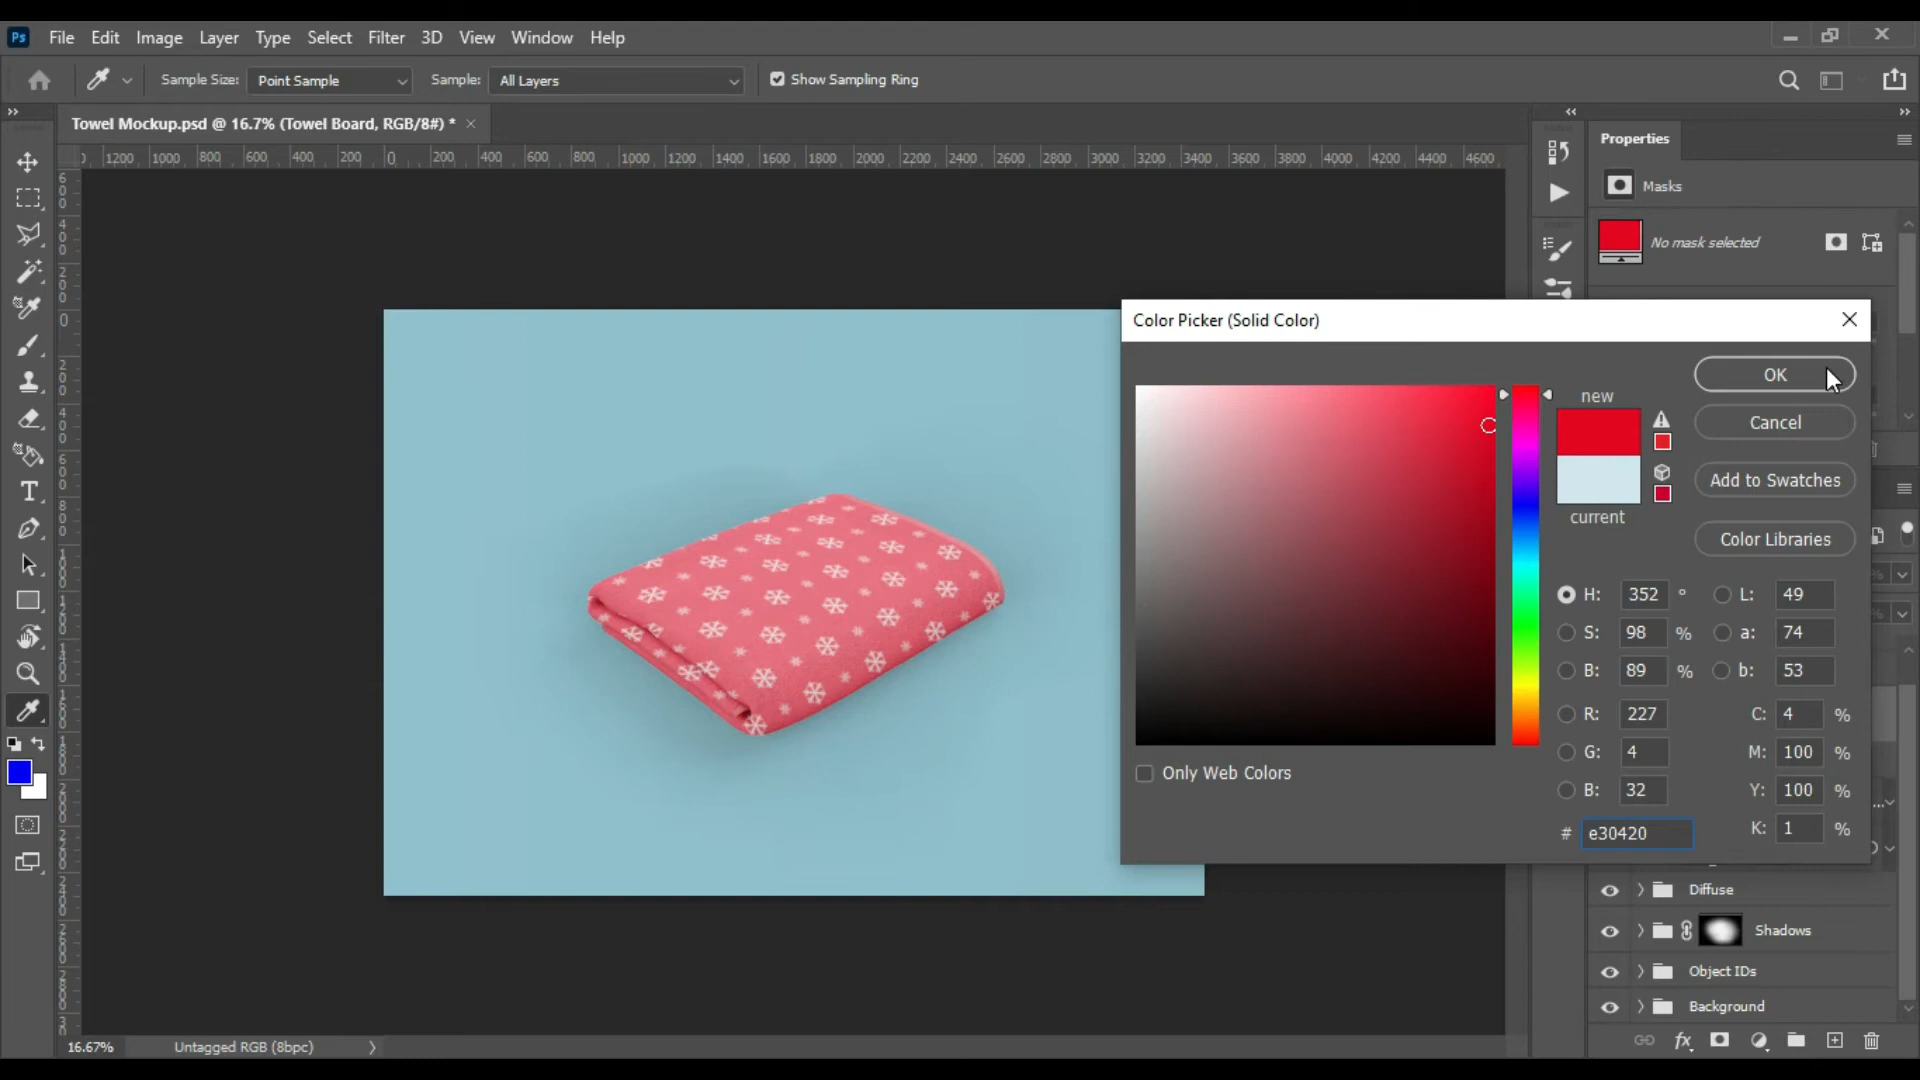 Ps File Edit Image Layer Type Select Filter 3D View Window Help
Sample Size: Point Sample Sample: All Layers Show Sampling Ring
Towel Mockup.psd @ 16.7% (Towel Board, RGB/8#) * ×
1200 1000 800 600 400 200 0 200 400 600 800 1000 1200 1400 1600 1800 2000 2200 2400 2600 2800 3000 3200 3400 3600 3800 4000 4200 4400 4600
Properties
Masks
No mask selected
Color Picker (Solid Color)
new
current
OK
Cancel
Add to Swatches
Color Libraries
H: 352 ° L: 49
S: 98 % a: 74
B: 89 % b: 53
R: 227 C: 4 %
G: 4 M: 100 %
B: 32 Y: 100 %
# e30420 K: 1 %
Only Web Colors
Diffuse
Shadows
Object IDs
Background
16.67% Untagged RGB (8bpc)
fx